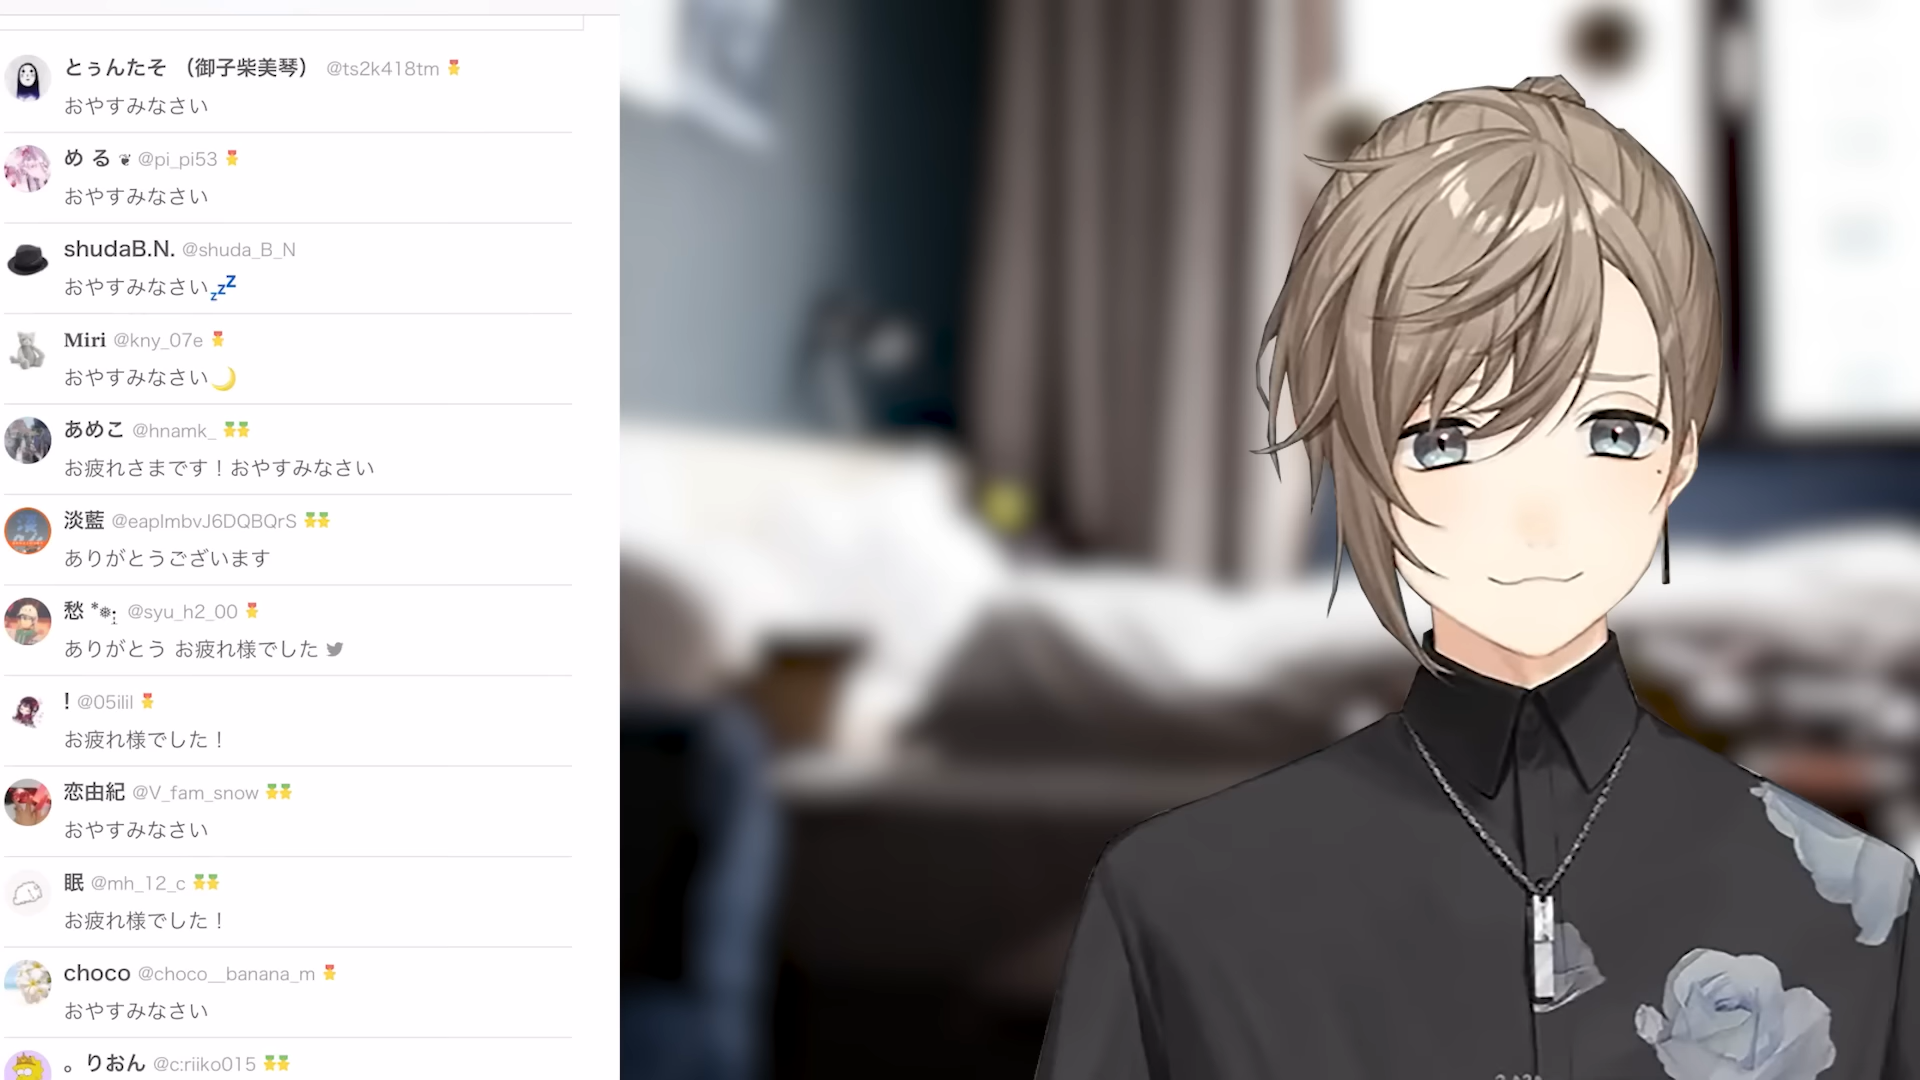 とぅんたそ （御子柴美琴） @ts2k418tm
おやすみなさい
め る ❦ @pi_pi53
おやすみなさい
shudaB.N. @shuda_B_N
おやすみなさい💤
Miri @kny_07e
おやすみなさい🌙
あめこ @hnamk_
お疲れさまです！おやすみなさい
淡藍 @eaplmbvJ6DQBQrS
ありがとうございます
愁 *❅ @syu_h2_00
ありがとう お疲れ様でした
! @05ilil
お疲れ様でした！
恋由紀 @V_fam_snow
おやすみなさい
眠 @mh_12_c
お疲れ様でした！
choco @choco__banana_m
おやすみなさい
。りおん @c:riiko015